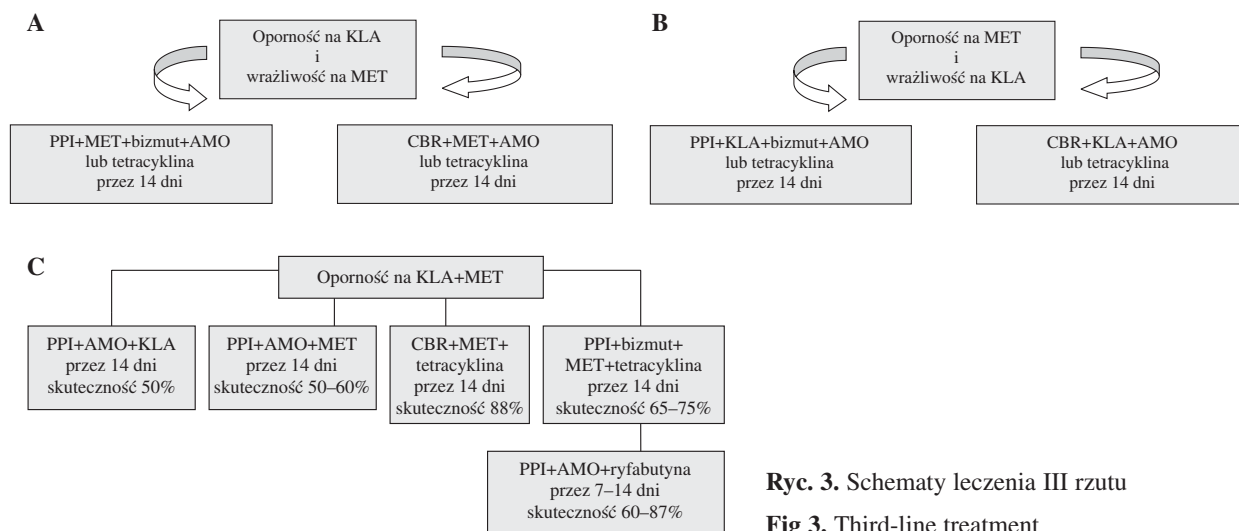 A
Oporność na KLA
i
wrażliwość na MET
PPI+MET+bizmut+AMO
lub tetracyklina
przez 14 dni
CBR+MET+AMO
lub tetracyklina
przez 14 dni
B
Oporność na MET
i
wrażliwość na KLA
PPI+KLA+bizmut+AMO
lub tetracyklina
przez 14 dni
CBR+KLA+AMO
lub tetracyklina
przez 14 dni
C
Oporność na KLA+MET
PPI+AMO+KLA
przez 14 dni
skuteczność 50%
PPI+AMO+MET
przez 14 dni
skuteczność 50–60%
CBR+MET+
tetracyklina
przez 14 dni
skuteczność 88%
PPI+bizmut+
MET+tetracyklina
przez 14 dni
skuteczność 65–75%
PPI+AMO+ryfabutyna
przez 7–14 dni
skuteczność 60–87%
Ryc. 3. Schematy leczenia III rzutu
Fig 3. Third-line treatment